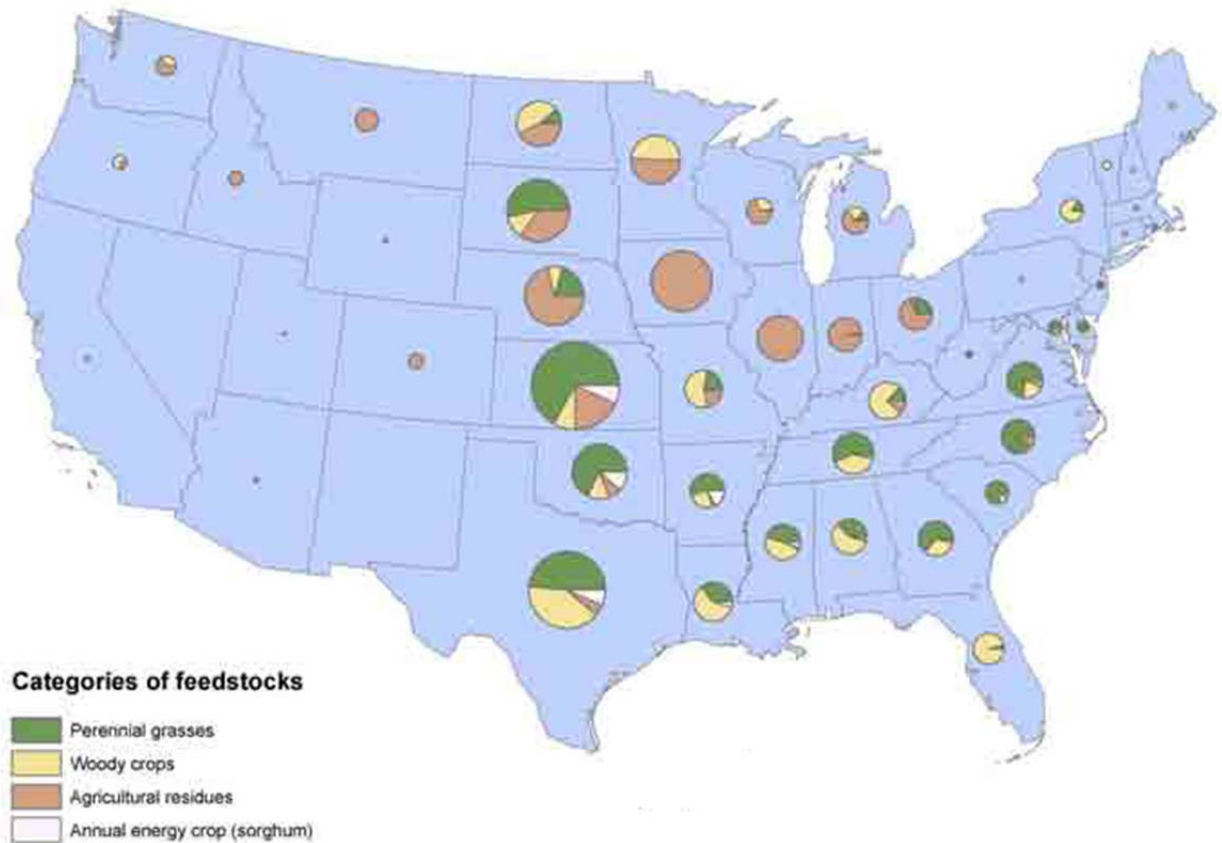 Categories of feedstocks
Perennial grasses
Woody crops
Agricultural residues
Annual energy crop (sorghum)